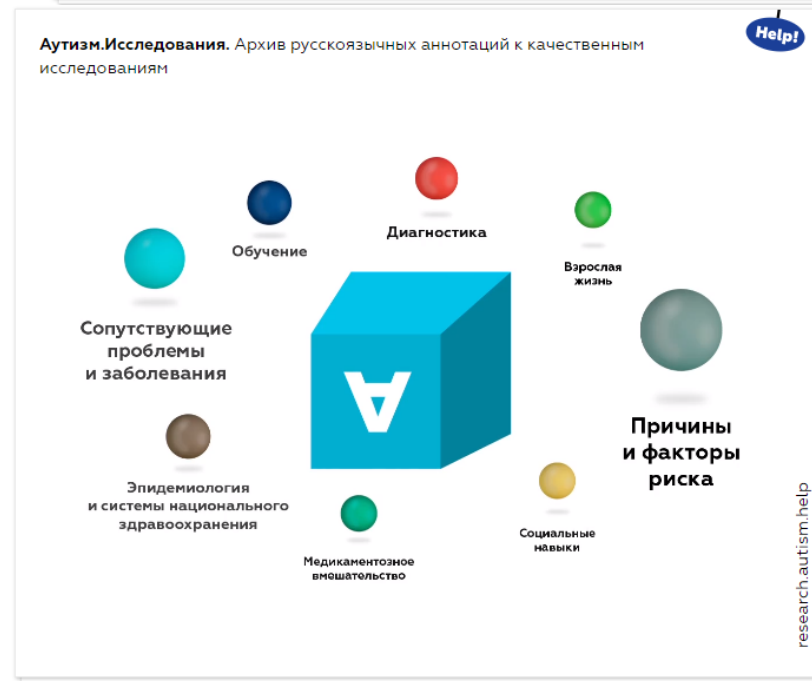 Help!
Аутизм.Исследования. Архив русскоязычных аннотаций к качественным
исследованиям
Диагностика
Обучение
Взрослая
жизнь
Сопутствующие
проблемы
и заболевания
A
Причины
и факторы
риска
Эпидемиология
и системы национального
здравоохранения
Социальные
навыки
Медикаментозное
вмешательство
research.autism.help